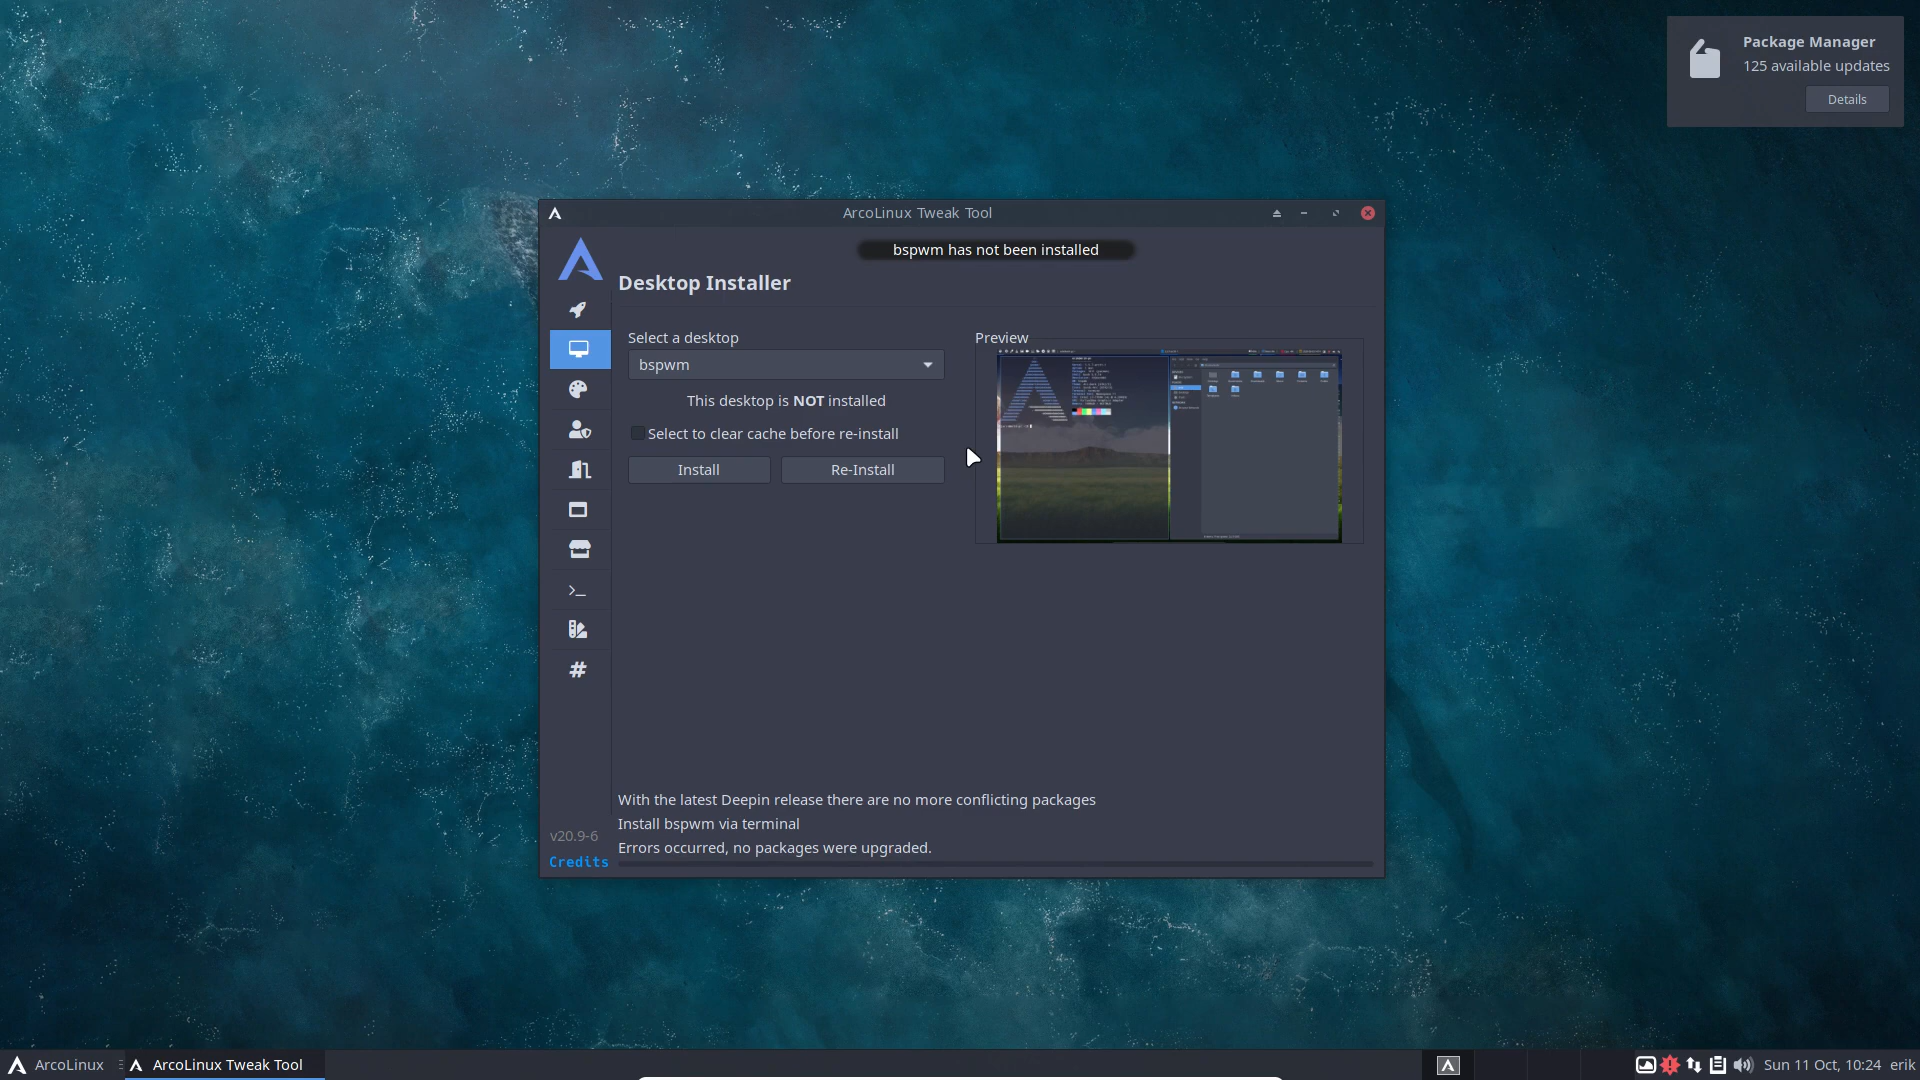 Package Manager
125 available updates
Details
ArcoLinux Tweak Tool
bspwm has not been installed
Desktop Installer
Select a desktop
bspwm
This desktop is NOT installed
Select to clear cache before re-install
Install
Re-Install
Preview
With the latest Deepin release there are no more conflicting packages
Install bspwm via terminal
Errors occurred, no packages were upgraded.
v20.9-6
Credits
ArcoLinux
ArcoLinux Tweak Tool
Sun 11 Oct, 10:24
erik